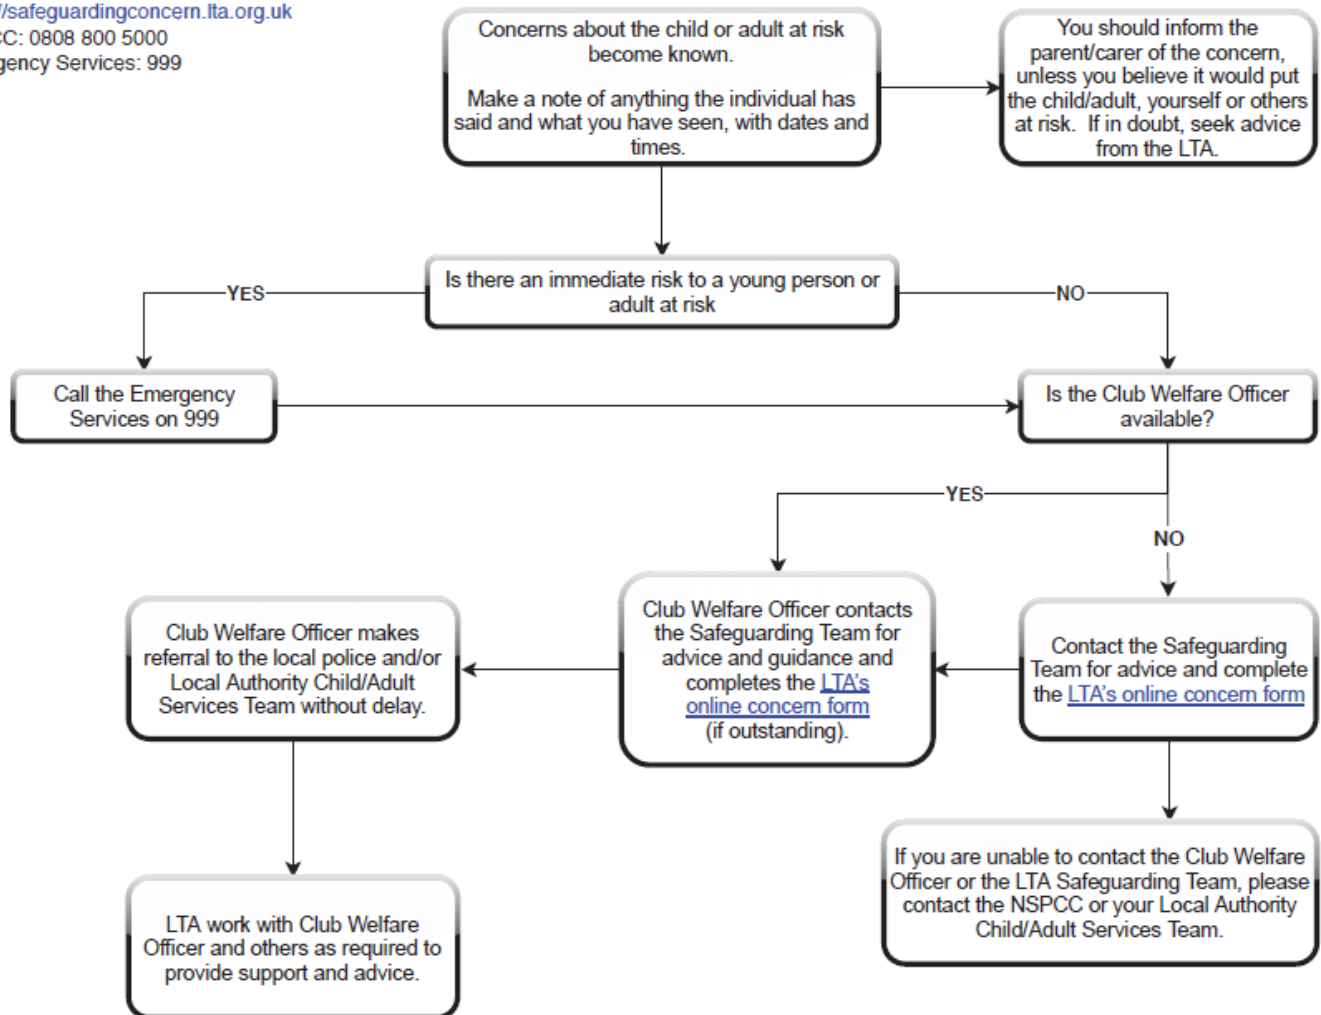 //safeguardingconcern.lta.org.uk
CC: 0808 800 5000
gency Services: 999
Concerns about the child or adult at risk
become known.
Make a note of anything the individual has
said and what you have seen, with dates and
times.
You should inform the
parent/carer of the concern,
unless you believe it would put
the child/adult, yourself or others
at risk.  If in doubt, seek advice
from the LTA.
Is there an immediate risk to a young person or
adult at risk
YES
NO
Call the Emergency
Services on 999
Is the Club Welfare Officer
available?
YES
NO
Club Welfare Officer makes
referral to the local police and/or
Local Authority Child/Adult
Services Team without delay.
Club Welfare Officer contacts
the Safeguarding Team for
advice and guidance and
completes the LTA's
online concern form
(if outstanding).
Contact the Safeguarding
Team for advice and complete
the LTA's online concern form
If you are unable to contact the Club Welfare
Officer or the LTA Safeguarding Team, please
contact the NSPCC or your Local Authority
Child/Adult Services Team.
LTA work with Club Welfare
Officer and others as required to
provide support and advice.